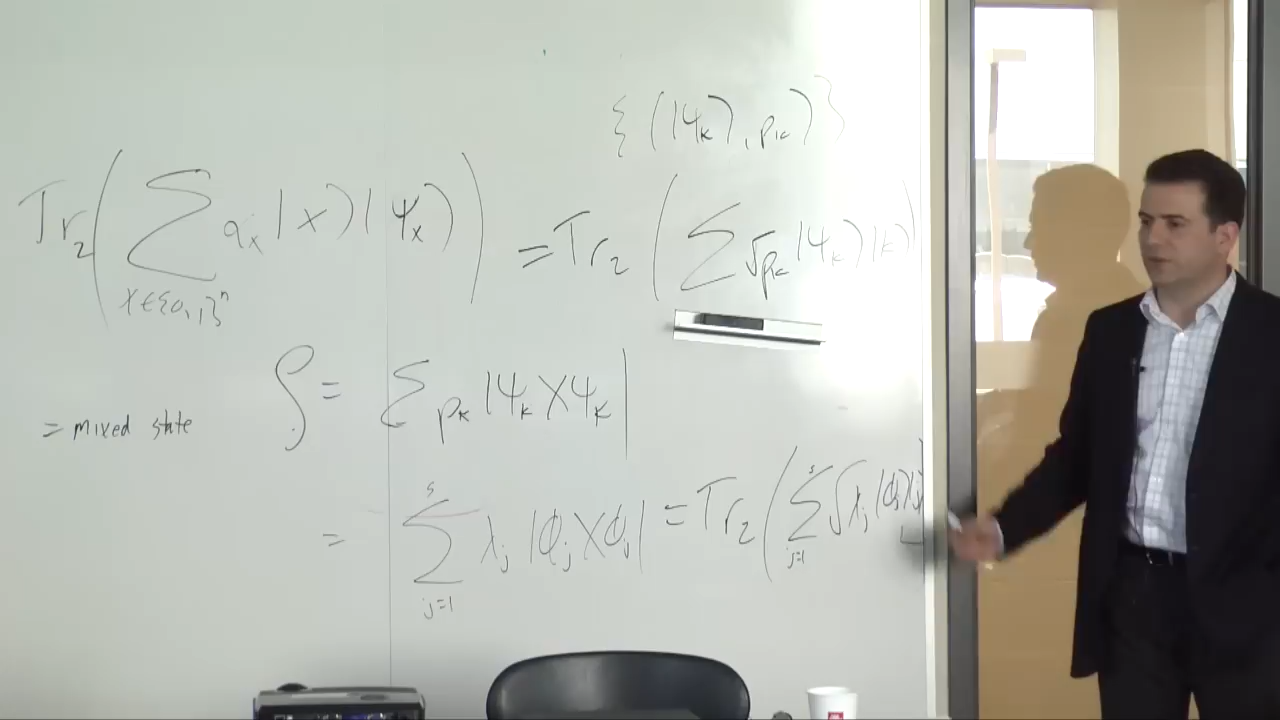 { (|ψ_k⟩, p_k) }
Tr_2( ∑_{x∈{0,1}^n} α_x |x⟩|ψ_x⟩ ) = Tr_2( ∑ √p_k |ψ_k⟩|k⟩ )
ρ = ∑ p_k |ψ_k⟩⟨ψ_k|
= mixed state
= ∑_{j=1}^{s} λ_j |φ_j⟩⟨φ_j| = Tr_2( ∑_{j=1}^{s} √λ_j |φ_j⟩